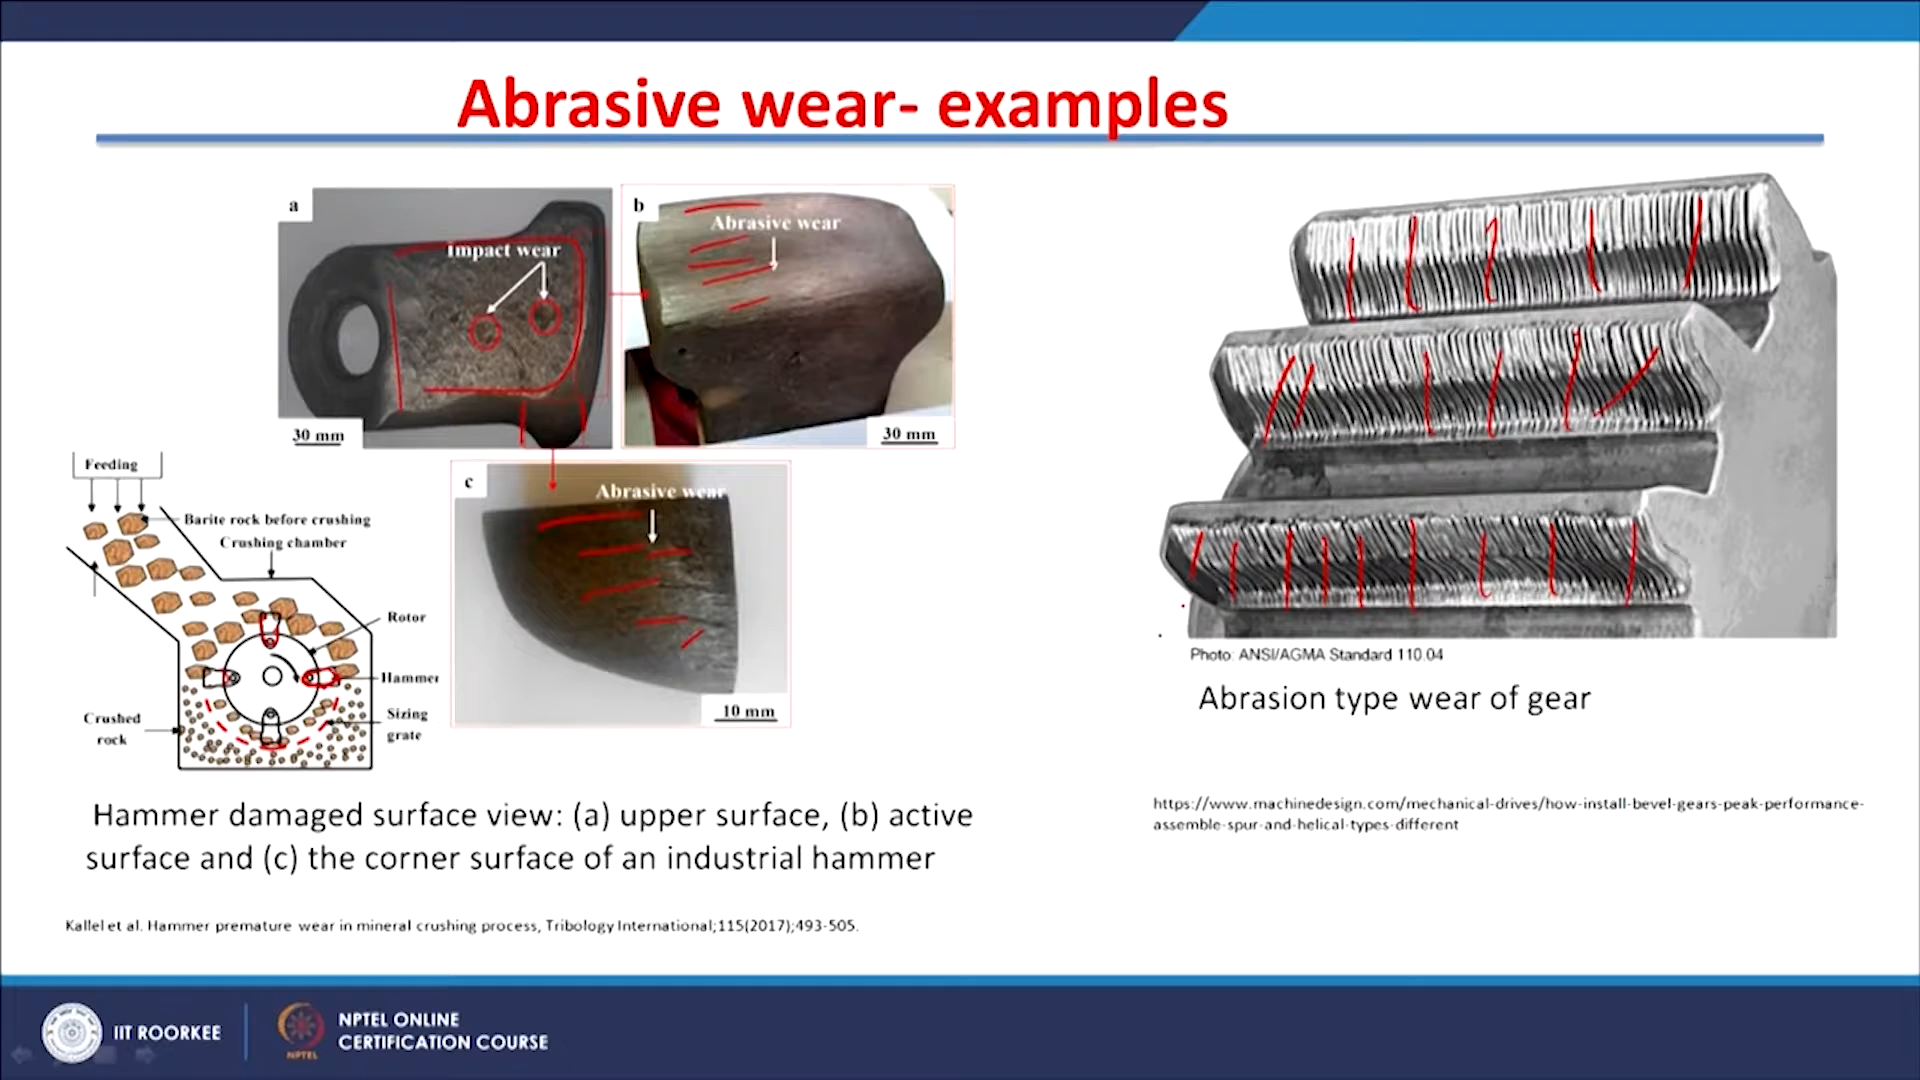 Abrasive wear- examples
a
Impact wear
30 mm
b
Abrasive wear
30 mm
c
Abrasive wear
10 mm
Feeding
Barite rock before crushing
Crushing chamber
Rotor
Hammer
Sizing
grate
Crushed
rock
Hammer damaged surface view: (a) upper surface, (b) active
surface and (c) the corner surface of an industrial hammer
Kallel et al. Hammer premature wear in mineral crushing process, Tribology International;115(2017);493-505.
Photo: ANSI/AGMA Standard 110.04
Abrasion type wear of gear
https://www.machinedesign.com/mechanical-drives/how-install-bevel-gears-peak-performance-
assemble-spur-and-helical-types-different
IIT ROORKEE
NPTEL
NPTEL ONLINE
CERTIFICATION COURSE